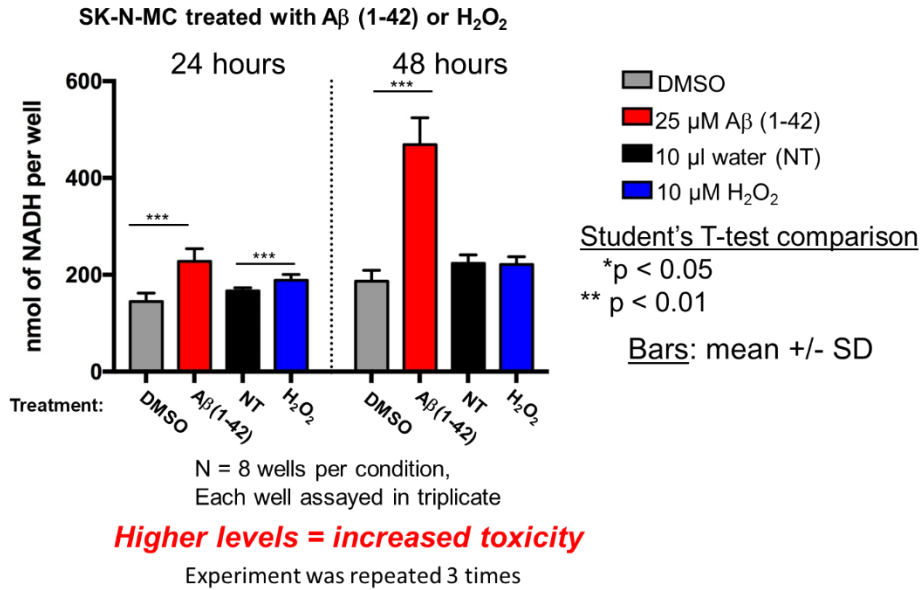 SK-N-MC treated with Aβ (1-42) or H₂O₂
24 hours
48 hours
600
400
200
0
nmol of NADH per well
***
***
***
Treatment:
DMSO
Aβ (1-42)
NT
H₂O₂
DMSO
Aβ (1-42)
NT
H₂O₂
DMSO
25 μM Aβ (1-42)
10 μl water (NT)
10 μM H₂O₂
Student's T-test comparison
*p < 0.05
** p < 0.01
Bars: mean +/- SD
N = 8 wells per condition,
Each well assayed in triplicate
Higher levels = increased toxicity
Experiment was repeated 3 times